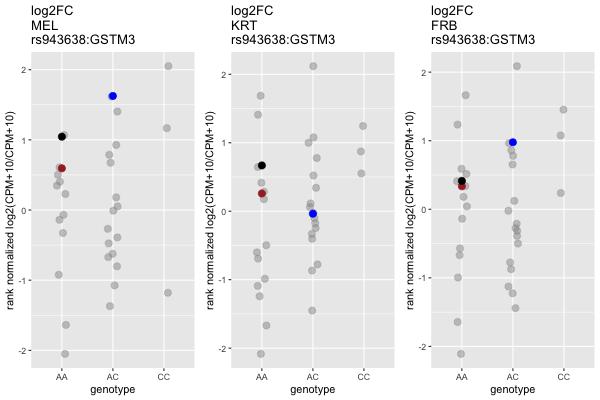 log2FC
MEL
rs943638:GSTM3
rank normalized log2(CPM+10/CPM+10)
2
1
0
-1
-2
AA
AC
CC
genotype
log2FC
KRT
rs943638:GSTM3
rank normalized log2(CPM+10/CPM+10)
2
1
0
-1
-2
AA
AC
CC
genotype
log2FC
FRB
rs943638:GSTM3
rank normalized log2(CPM+10/CPM+10)
2
1
0
-1
-2
AA
AC
CC
genotype